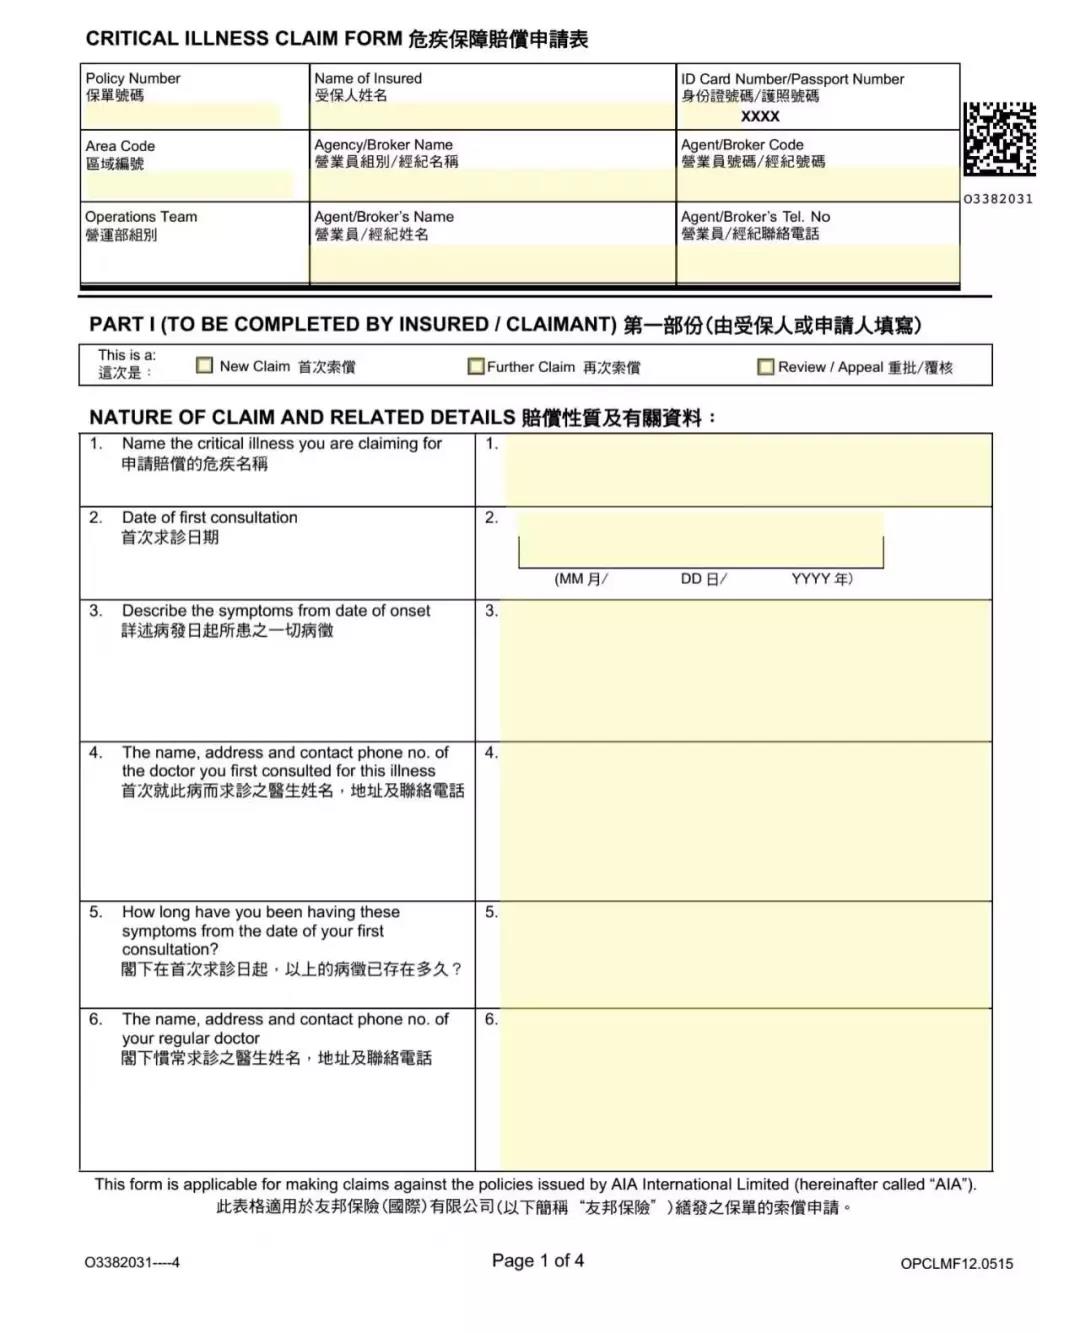 CRITICAL ILLNESS CLAIM FORM 危疾保障賠償申請表
Policy Number
保單號碼
Name of Insured
受保人姓名
ID Card Number/Passport Number
身份證號碼/護照號碼
XXXX
Area Code
區域編號
Agency/Broker Name
營業員組別/經紀名稱
Agent/Broker Code
營業員號碼/經紀號碼
O3382031
Operations Team
營運部組別
Agent/Broker's Name
營業員/經紀姓名
Agent/Broker's Tel. No
營業員/經紀聯絡電話
PART I (TO BE COMPLETED BY INSURED / CLAIMANT) 第一部份(由受保人或申請人填寫)
This is a:
這次是：
New Claim 首次索償
Further Claim 再次索償
Review / Appeal 重批/覆核
NATURE OF CLAIM AND RELATED DETAILS 賠償性質及有關資料：
1. Name the critical illness you are claiming for
申請賠償的危疾名稱
1.
2. Date of first consultation
首次求診日期
2.
(MM 月/ DD 日/ YYYY 年)
3. Describe the symptoms from date of onset
詳述病發日起所患之一切病徵
3.
4. The name, address and contact phone no. of
the doctor you first consulted for this illness
首次就此病而求診之醫生姓名，地址及聯絡電話
4.
5. How long have you been having these
symptoms from the date of your first
consultation?
閣下在首次求診日起，以上的病徵已存在多久？
5.
6. The name, address and contact phone no. of
your regular doctor
閣下慣常求診之醫生姓名，地址及聯絡電話
6.
This form is applicable for making claims against the policies issued by AIA International Limited (hereinafter called “AIA”).
此表格適用於友邦保險(國際)有限公司(以下簡稱“友邦保險”)繕發之保單的索償申請。
O3382031----4
Page 1 of 4
OPCLMF12.0515